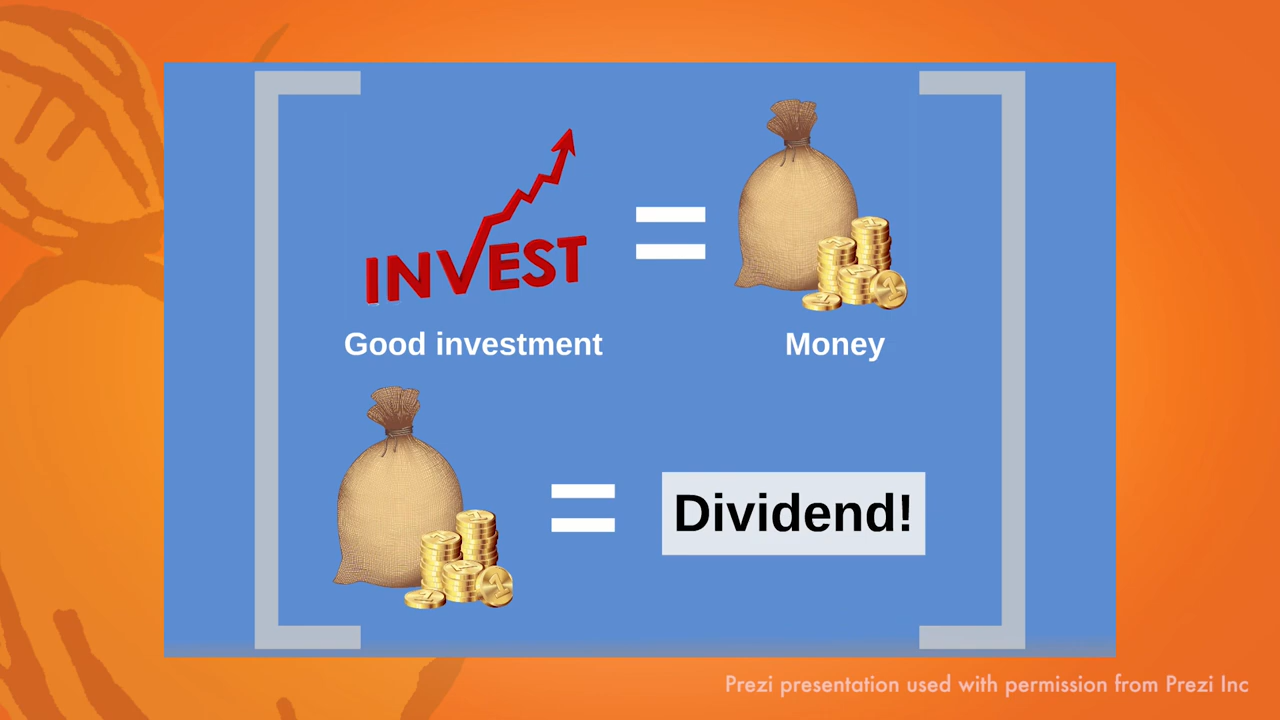 INVEST
Good investment
Money
Dividend!
Prezi presentation used with permission from Prezi Inc